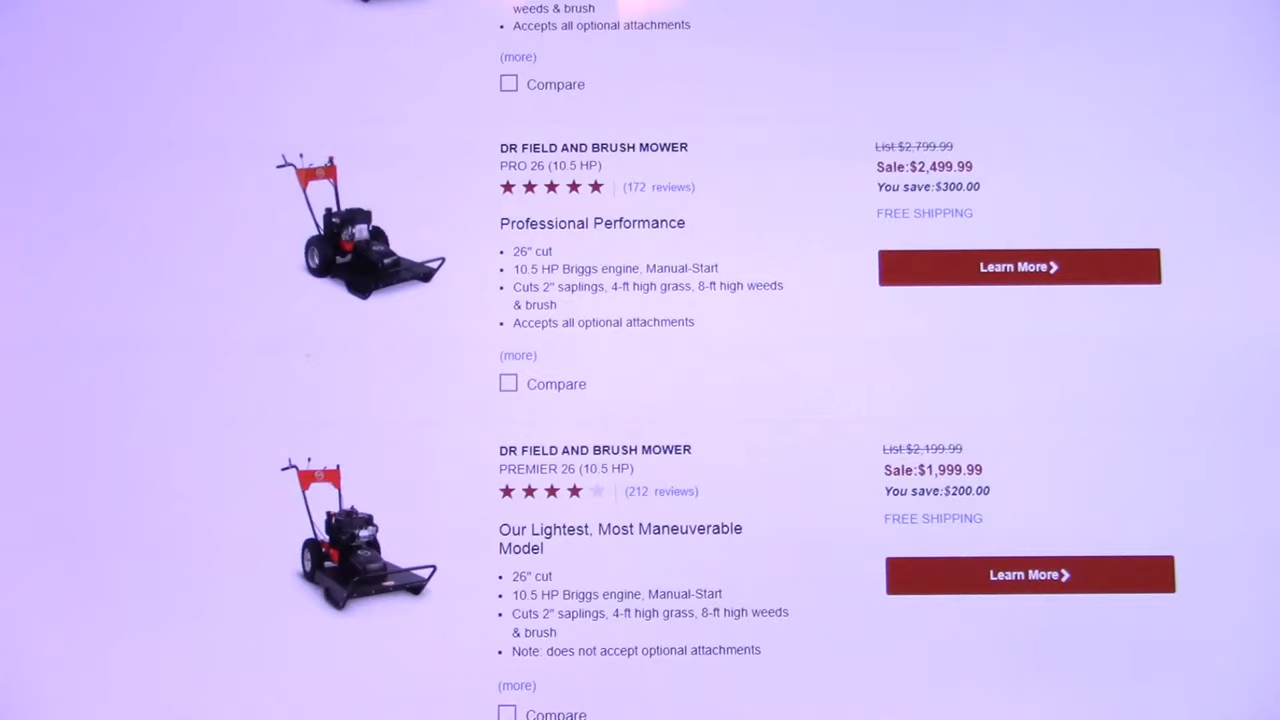 weeds & brush
• Accepts all optional attachments
(more)
Compare
DR FIELD AND BRUSH MOWER
PRO 26 (10.5 HP)
(172 reviews)
Professional Performance
• 26" cut
• 10.5 HP Briggs engine, Manual-Start
• Cuts 2" saplings, 4-ft high grass, 8-ft high weeds
& brush
• Accepts all optional attachments
(more)
Compare
List:$2,799.99
Sale:$2,499.99
You save:$300.00
FREE SHIPPING
Learn More
DR FIELD AND BRUSH MOWER
PREMIER 26 (10.5 HP)
(212 reviews)
Our Lightest, Most Maneuverable
Model
• 26" cut
• 10.5 HP Briggs engine, Manual-Start
• Cuts 2" saplings, 4-ft high grass, 8-ft high weeds
& brush
• Note: does not accept optional attachments
(more)
Compare
List:$2,199.99
Sale:$1,999.99
You save:$200.00
FREE SHIPPING
Learn More